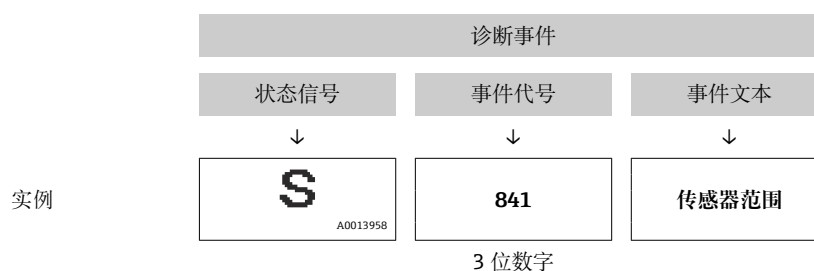 诊断事件
状态信号 事件代号 事件文本
↓ ↓ ↓
实例 S 841 传感器范围
A0013958
3 位数字